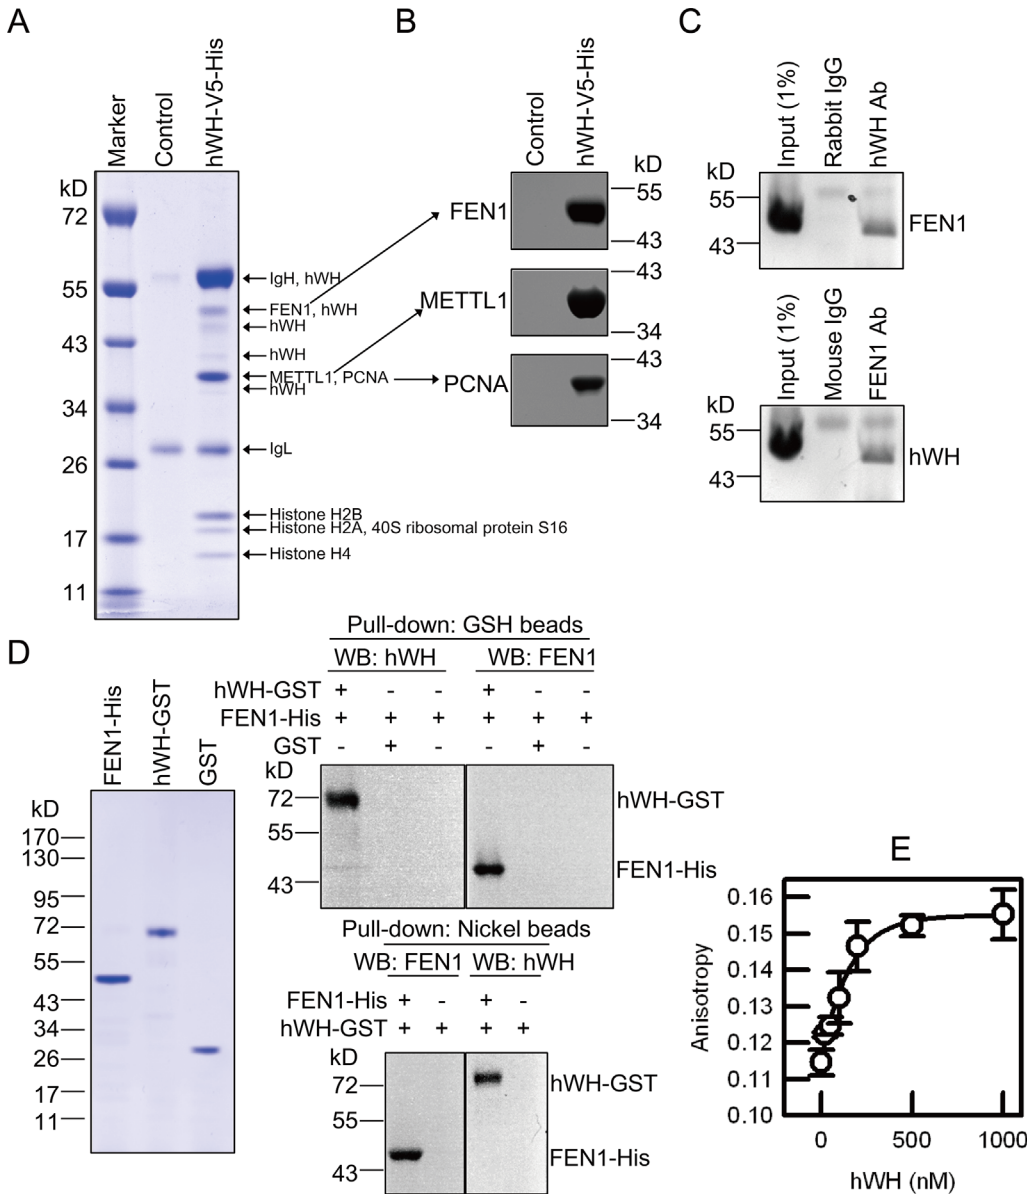 A
Marker
Control
hWH-V5-His
kD
72
55
43
34
26
17
11
IgH, hWH
FEN1, hWH
hWH
hWH
METTL1, PCNA
hWH
IgL
Histone H2B
Histone H2A, 40S ribosomal protein S16
Histone H4
B
Control
hWH-V5-His
kD
FEN1
55
43
METTL1
43
34
PCNA
43
34
C
Input (1%)
Rabbit IgG
hWH Ab
kD
55
43
FEN1
Input (1%)
Mouse IgG
FEN1 Ab
kD
55
43
hWH
D
FEN1-His
hWH-GST
GST
kD
170
130
95
72
55
43
34
26
17
11
Pull-down: GSH beads
WB: hWH WB: FEN1
hWH-GST + - - + - -
FEN1-His + + + + + +
GST - + - - + -
kD
72
55
43
hWH-GST
FEN1-His
Pull-down: Nickel beads
WB: FEN1 WB: hWH
FEN1-His + - + -
hWH-GST + + + +
kD
72
55
43
hWH-GST
FEN1-His
E
Anisotropy
0.16
0.15
0.14
0.13
0.12
0.11
0.10
0 500 1000
hWH (nM)